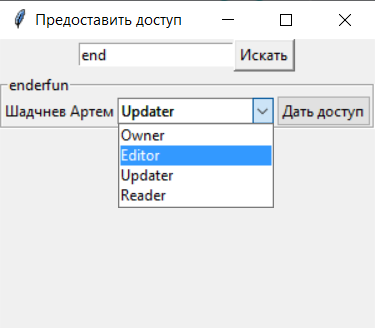 Предоставить доступ
end Искать
enderfun
Шадчнев Артем Updater Дать доступ
Owner
Editor
Updater
Reader